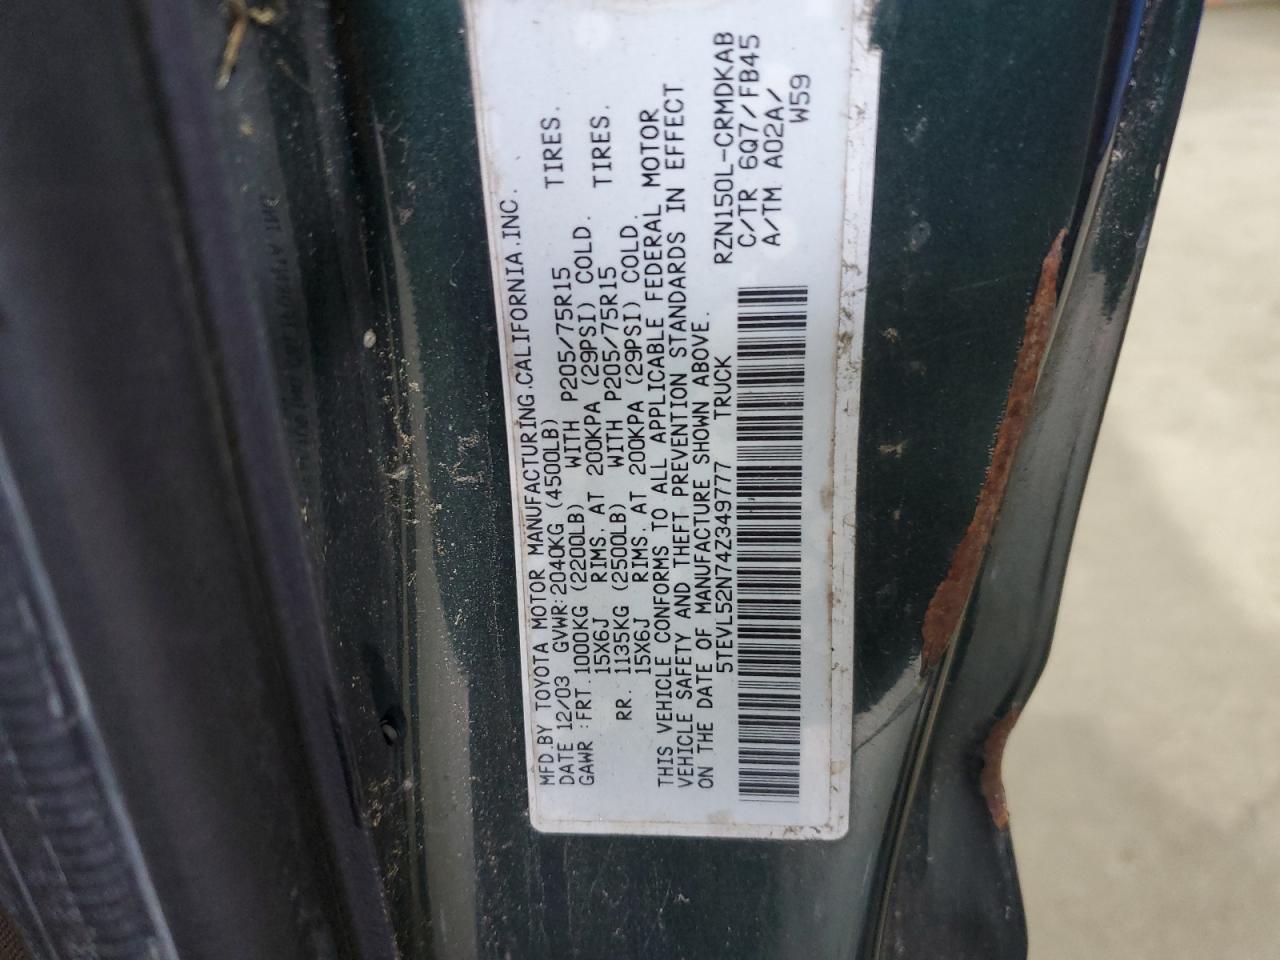 MFD.BY TOYOTA MOTOR MANUFACTURING.CALIFORNIA.INC.
DATE 12/03 GVWR:2040KG (4500LB)
GAWR :FRT.1000KG (2200LB) WITH P205/75R15 TIRES.
15X6J RIMS. AT 200KPA (29PSI) COLD.
RR. 1135KG (2500LB) WITH P205/75R15 TIRES.
15X6J RIMS. AT 200KPA (29PSI) COLD.
THIS VEHICLE CONFORMS TO ALL APPLICABLE FEDERAL MOTOR
VEHICLE SAFETY AND THEFT PREVENTION STANDARDS IN EFFECT
ON THE DATE OF MANUFACTURE SHOWN ABOVE.
5TEVL52N74Z349777 TRUCK
RZN150L-CRMDKAB
C/TR 6Q7/FB45
A/TM A02A/
W59